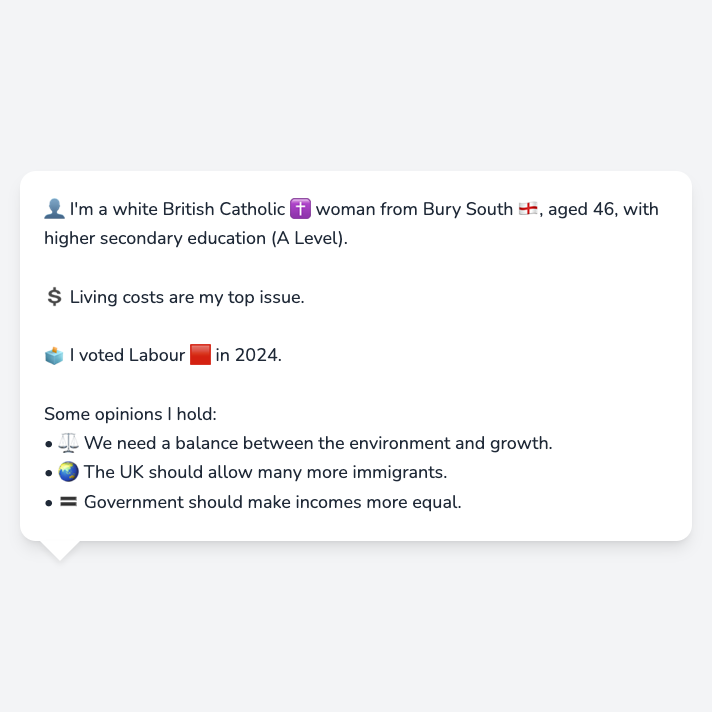 👤 I'm a white British Catholic ✝️ woman from Bury South 🏴󠁧󠁢󠁥󠁮󠁧󠁿, aged 46, with
higher secondary education (A Level).
💲 Living costs are my top issue.
🗳️ I voted Labour 🟥 in 2024.
Some opinions I hold:
• ⚖️ We need a balance between the environment and growth.
• 🌏 The UK should allow many more immigrants.
• 🟰 Government should make incomes more equal.